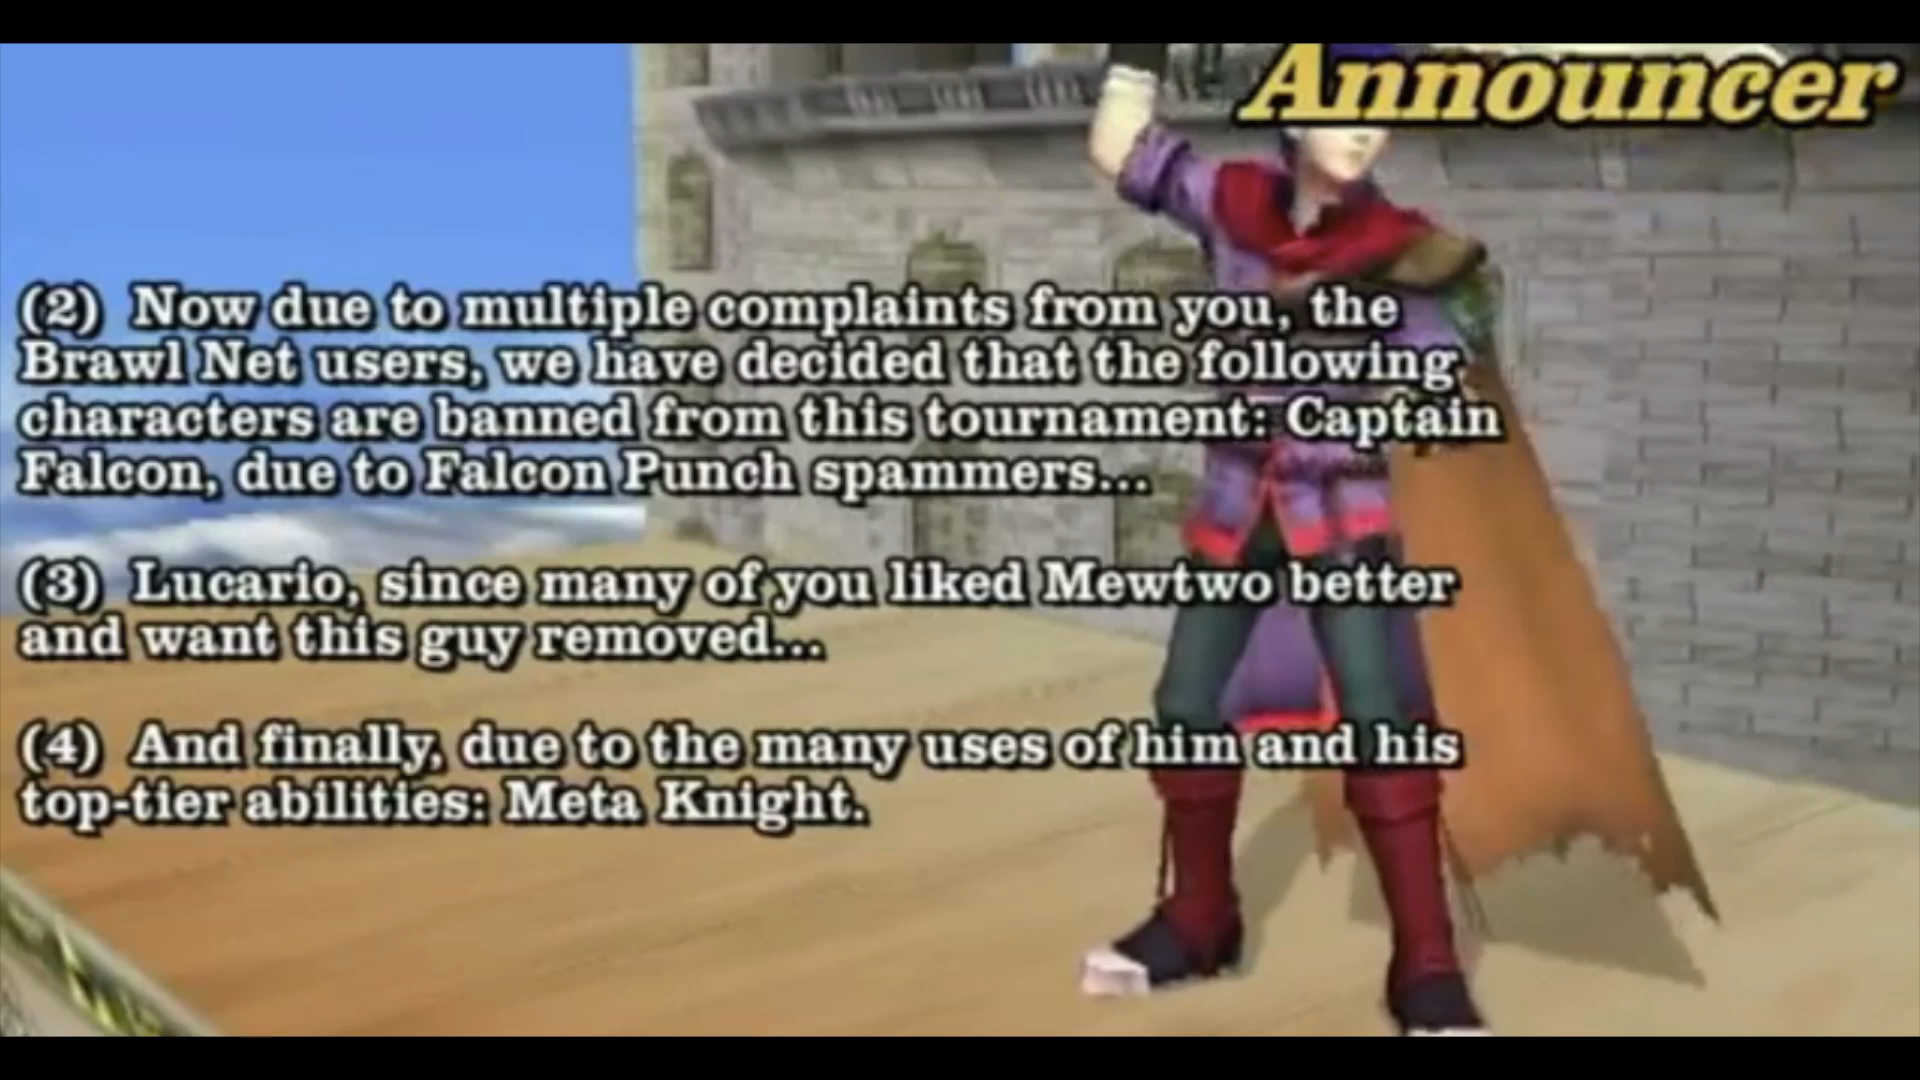 Announcer
(2) Now due to multiple complaints from you, the
Brawl Net users, we have decided that the following
characters are banned from this tournament: Captain
Falcon, due to Falcon Punch spammers...
(3) Lucario, since many of you liked Mewtwo better
and want this guy removed...
(4) And finally, due to the many uses of him and his
top-tier abilities: Meta Knight.